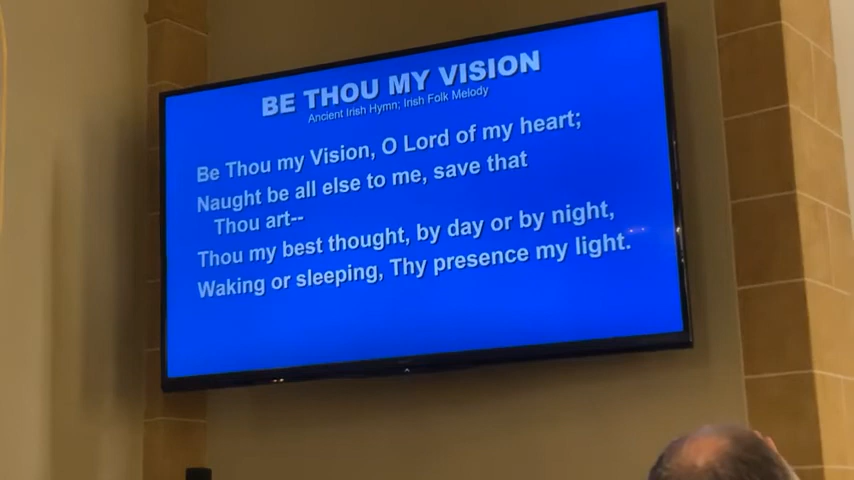 BE THOU MY VISION
Ancient Irish Hymn; Irish Folk Melody
Be Thou my Vision, O Lord of my heart;
Naught be all else to me, save that
Thou art--
Thou my best thought, by day or by night,
Waking or sleeping, Thy presence my light.